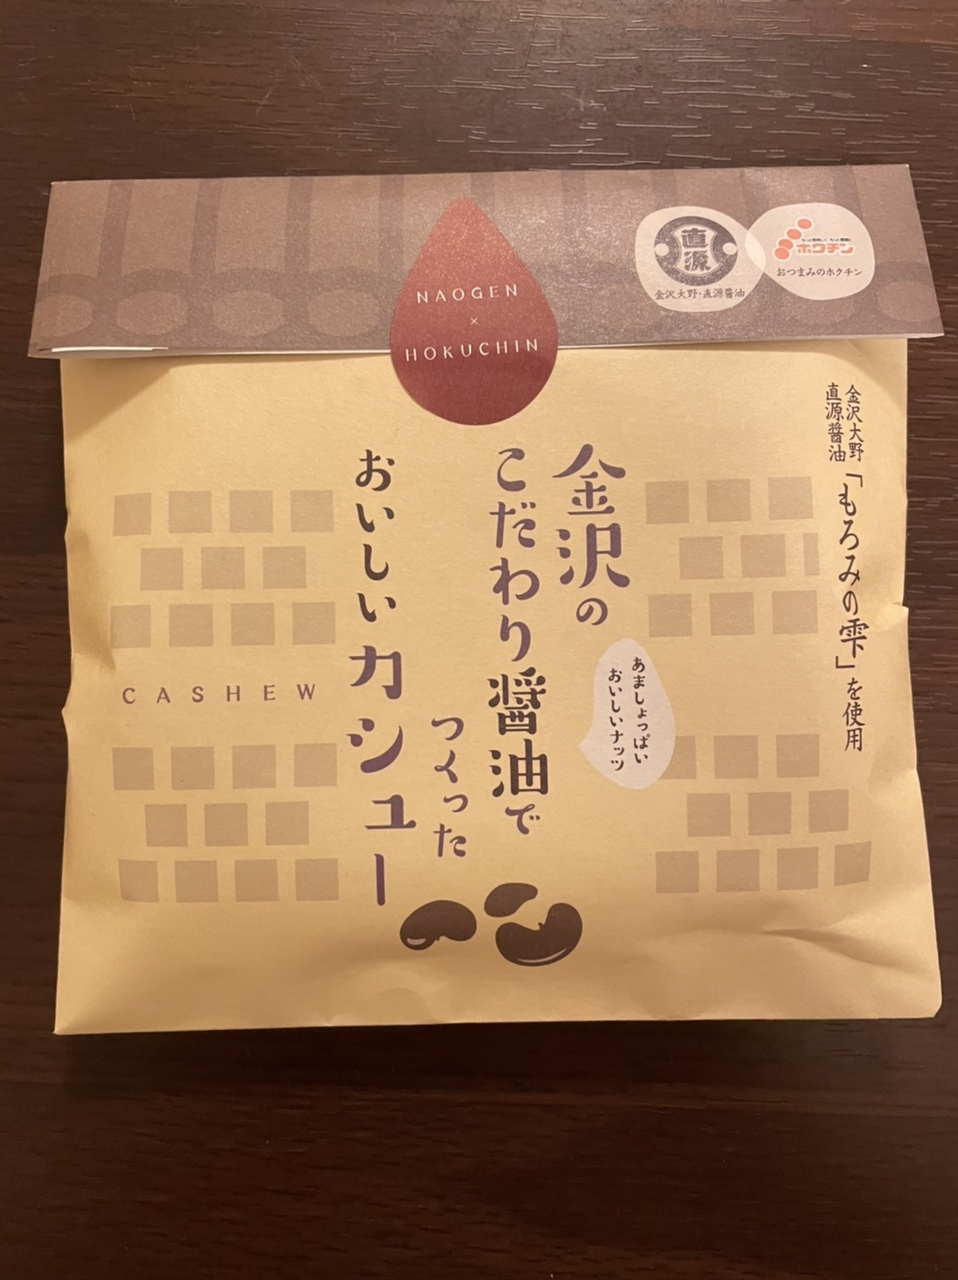 NAOGEN
×
HOKUCHIN
直源
金沢大野・直源醤油
ホクチン
おつまみのホクチン
金沢大野
直源醤油
「もろみの雫」を使用
金沢の
こだわり醤油で
つくった
おいしいカシュー
あましょっぱい
おいしいナッツ
CASHEW